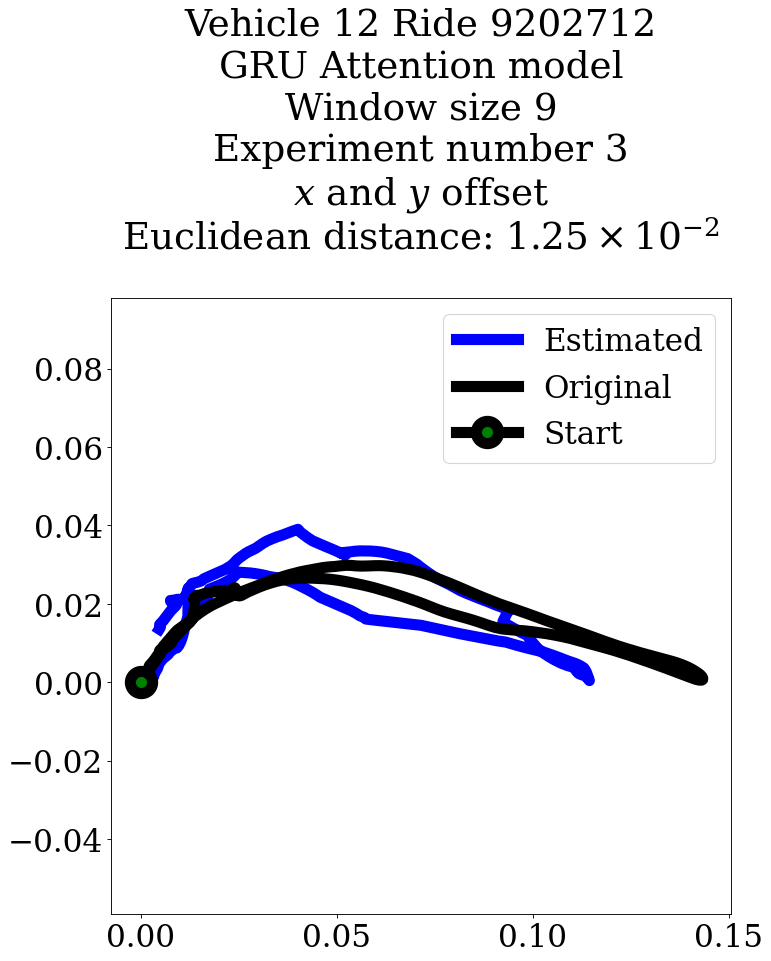 Vehicle 12 Ride 9202712
GRU Attention model
Window size 9
Experiment number 3
x and y offset
Euclidean distance: 1.25 × 10⁻²
Estimated
Original
Start
0.08
0.06
0.04
0.02
0.00
−0.02
−0.04
0.00 0.05 0.10 0.15